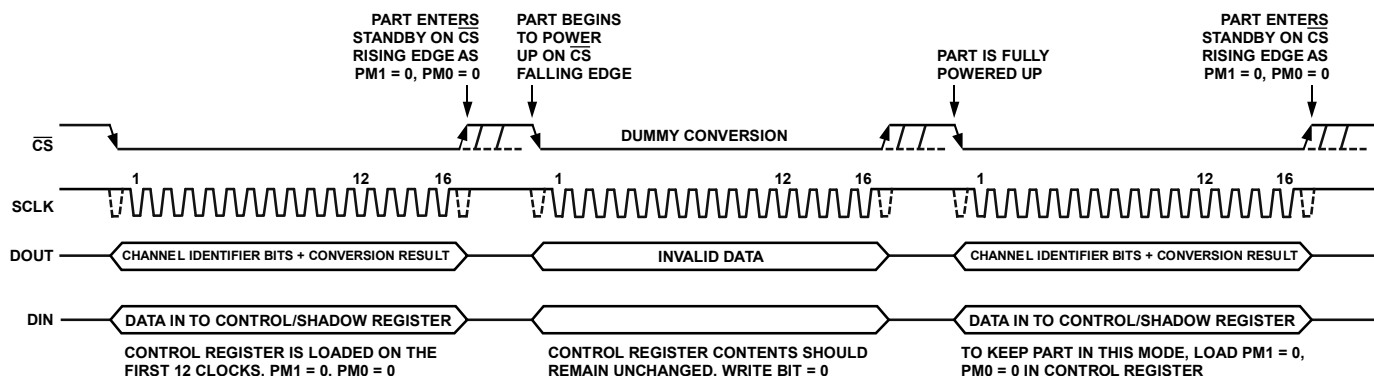 PART ENTERS
STANDBY ON CS
RISING EDGE AS
PM1 = 0, PM0 = 0
PART BEGINS
TO POWER
UP ON CS
FALLING EDGE
PART IS FULLY
POWERED UP
PART ENTERS
STANDBY ON CS
RISING EDGE AS
PM1 = 0, PM0 = 0
CS
DUMMY CONVERSION
SCLK
1 12 16 1 12 16 1 12 16
DOUT
CHANNEL IDENTIFIER BITS + CONVERSION RESULT
INVALID DATA
CHANNEL IDENTIFIER BITS + CONVERSION RESULT
DIN
DATA IN TO CONTROL/SHADOW REGISTER
DATA IN TO CONTROL/SHADOW REGISTER
CONTROL REGISTER IS LOADED ON THE
FIRST 12 CLOCKS, PM1 = 0, PM0 = 0
CONTROL REGISTER CONTENTS SHOULD
REMAIN UNCHANGED, WRITE BIT = 0
TO KEEP PART IN THIS MODE, LOAD PM1 = 0,
PM0 = 0 IN CONTROL REGISTER